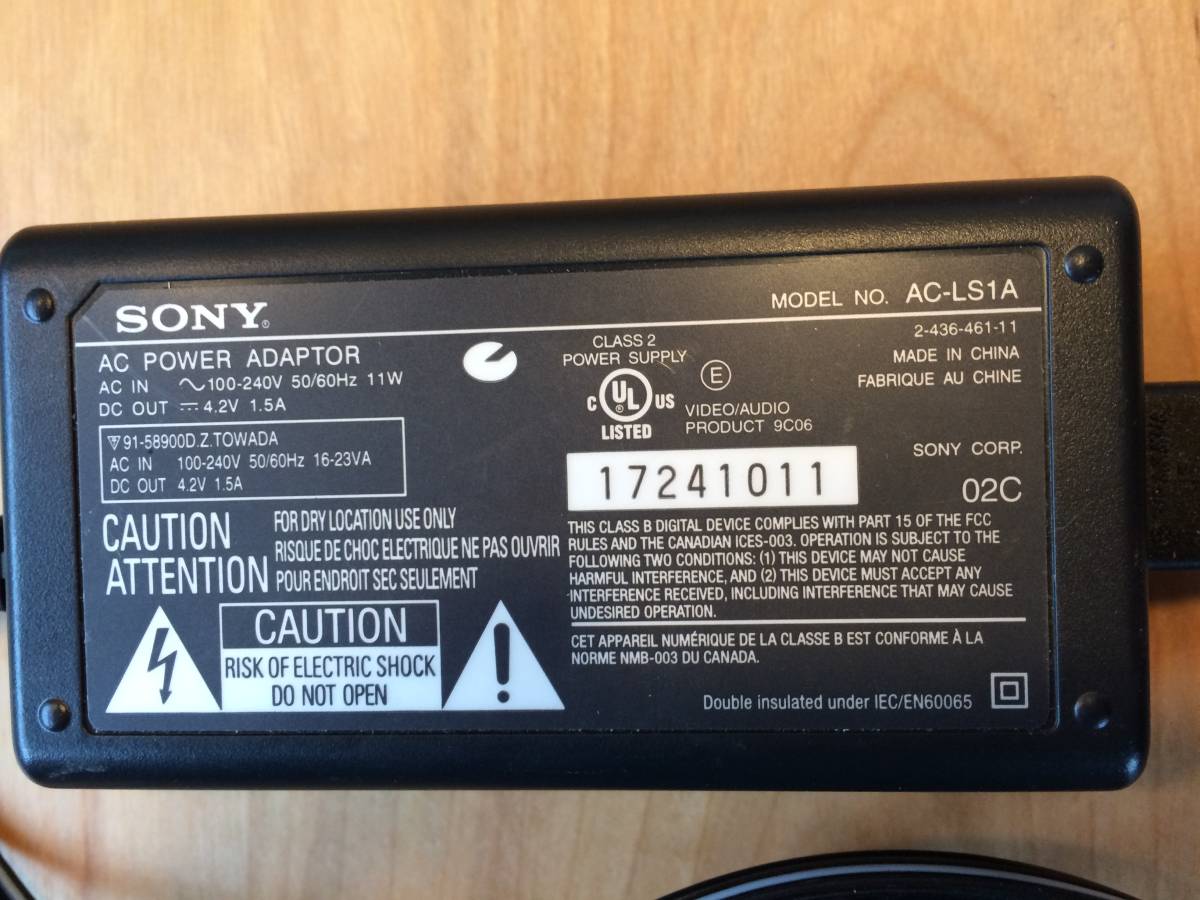 SONY®
MODEL NO. AC-LS1A
AC POWER ADAPTOR
AC IN ～100-240V 50/60Hz 11W
DC OUT ⎓ 4.2V 1.5A
91-58900D.Z.TOWADA
AC IN 100-240V 50/60Hz 16-23VA
DC OUT 4.2V 1.5A
CLASS 2
POWER SUPPLY
E
C UL® US
LISTED
VIDEO/AUDIO
PRODUCT 9C06
2-436-461-11
MADE IN CHINA
FABRIQUE AU CHINE
SONY CORP.
17241011
02C
CAUTION
ATTENTION
FOR DRY LOCATION USE ONLY
RISQUE DE CHOC ELECTRIQUE NE PAS OUVRIR
POUR ENDROIT SEC SEULEMENT
CAUTION
RISK OF ELECTRIC SHOCK
DO NOT OPEN
THIS CLASS B DIGITAL DEVICE COMPLIES WITH PART 15 OF THE FCC
RULES AND THE CANADIAN ICES-003. OPERATION IS SUBJECT TO THE
FOLLOWING TWO CONDITIONS: (1) THIS DEVICE MAY NOT CAUSE
HARMFUL INTERFERENCE, AND (2) THIS DEVICE MUST ACCEPT ANY
INTERFERENCE RECEIVED, INCLUDING INTERFERENCE THAT MAY CAUSE
UNDESIRED OPERATION.
CET APPAREIL NUMÉRIQUE DE LA CLASSE B EST CONFORME À LA
NORME NMB-003 DU CANADA.
Double insulated under IEC/EN60065